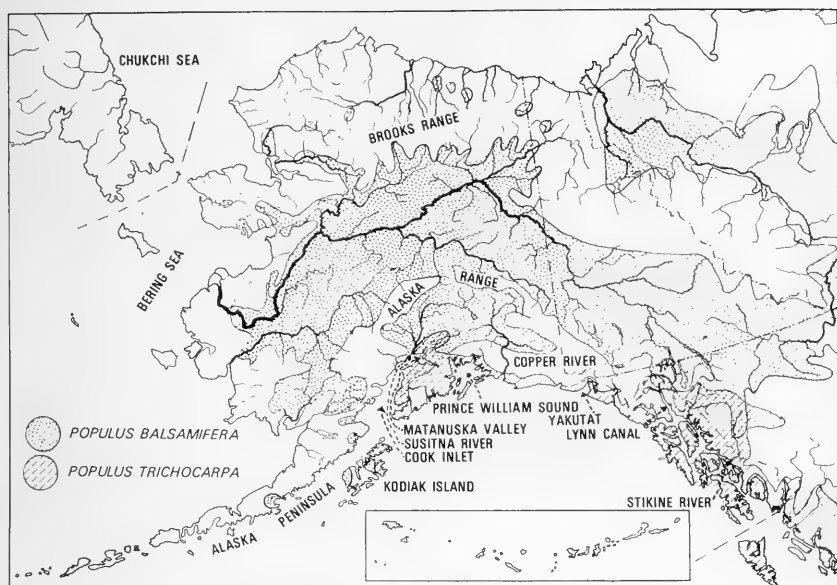 CHUKCHI SEA
BROOKS RANGE
BERING SEA
ALASKA
RANGE
COPPER RIVER
PRINCE WILLIAM SOUND
YAKUTAT
MATANUSKA VALLEY
LYNN CANAL
SUSITNA RIVER
COOK INLET
POPULUS BALSAMIFERA
POPULUS TRICHOCARPA
KODIAK ISLAND
STIKINE RIVER
ALASKA PENINSULA